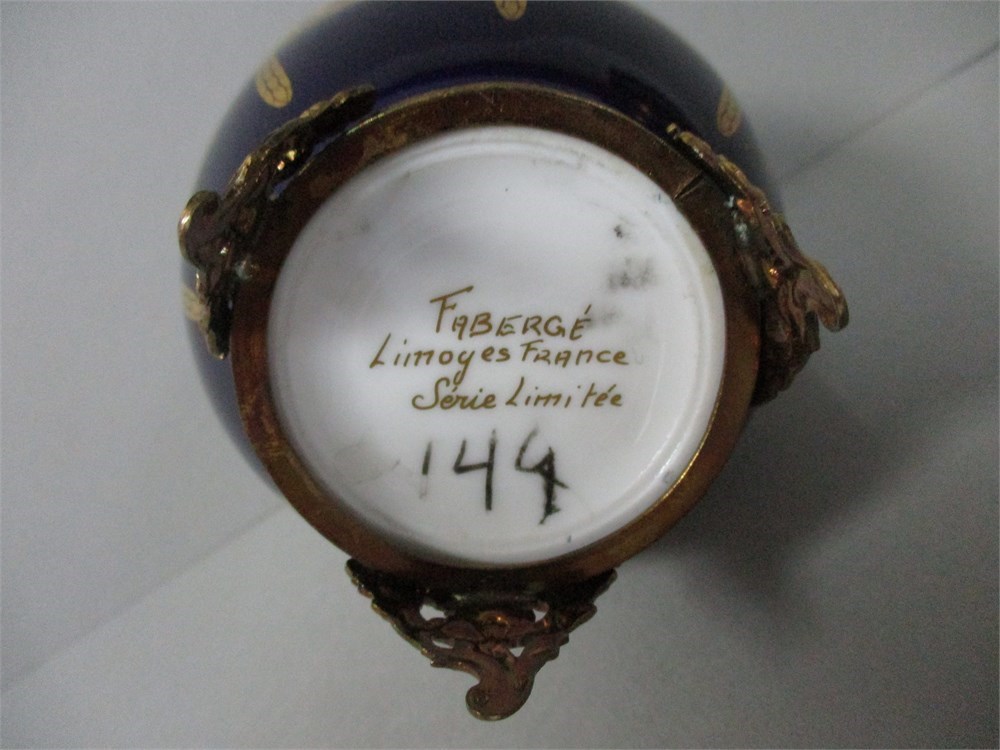 FABERGÉ
Limoges France
Série Limitée
144